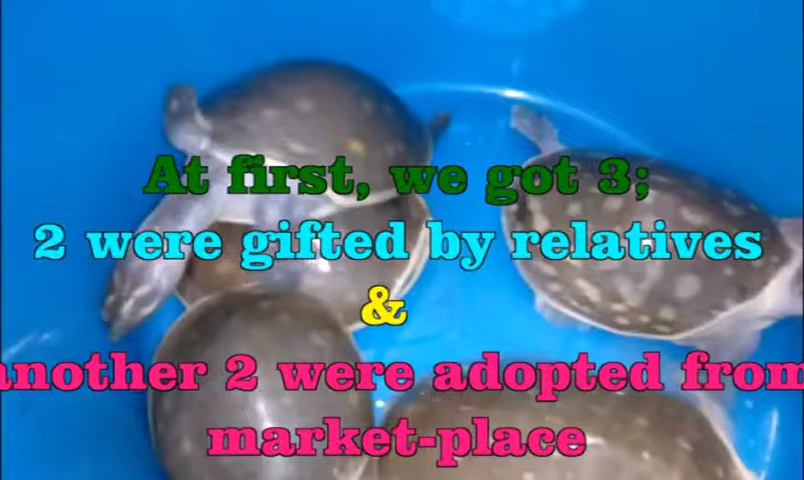 At first, we got 3;
2 were gifted by relatives
&
another 2 were adopted from
market-place